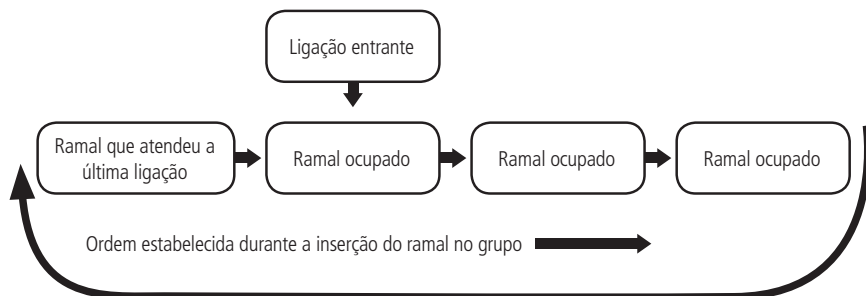 Ligação entrante
Ramal que atendeu a
última ligação
Ramal ocupado
Ramal ocupado
Ramal ocupado
Ordem estabelecida durante a inserção do ramal no grupo